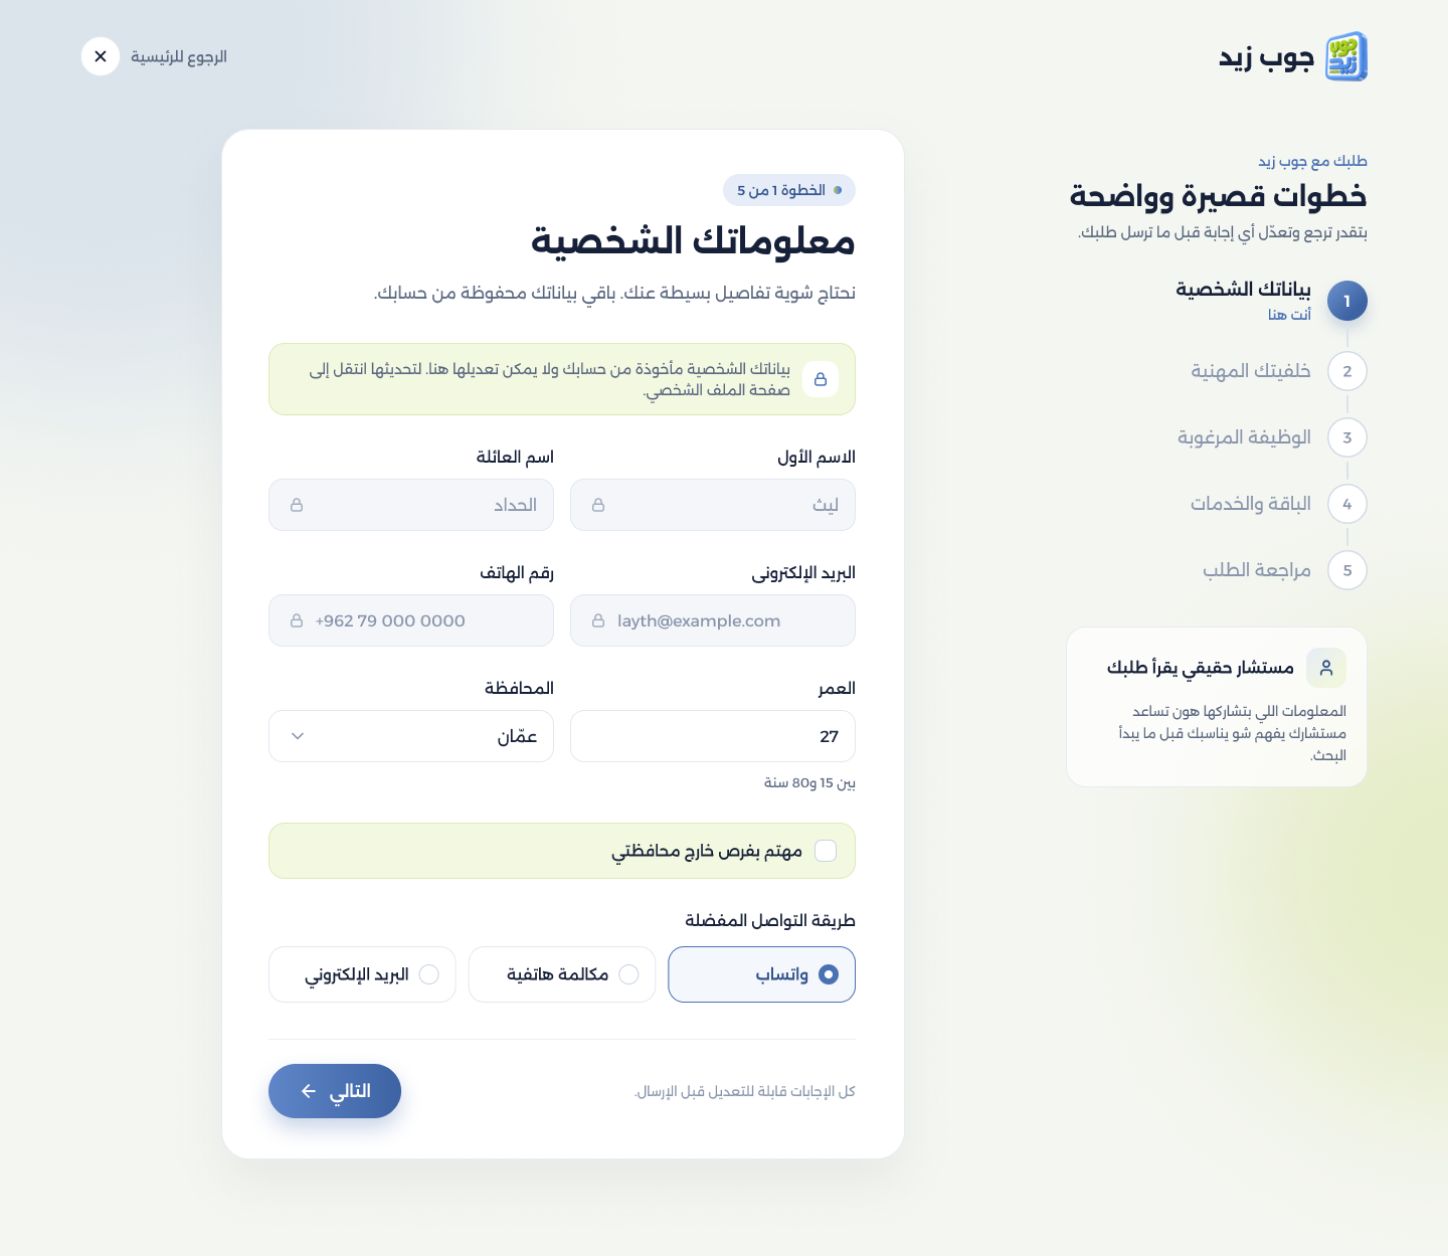 جوب زيد
جوب زيد
الرجوع للرئيسية
طلبك مع جوب زيد
خطوات قصيرة وواضحة
بتقدر ترجع وتعدّل أي إجابة قبل ما ترسل طلبك.
1
بياناتك الشخصية
أنت هنا
2
خلفيتك المهنية
3
الوظيفة المرغوبة
4
الباقة والخدمات
5
مراجعة الطلب
مستشار حقيقي يقرأ طلبك
المعلومات اللي بتشاركها هون تساعد
مستشارك يفهم شو يناسبك قبل ما يبدأ
البحث.
الخطوة 1 من 5
معلوماتك الشخصية
نحتاج شوية تفاصيل بسيطة عنك. باقي بياناتك محفوظة من حسابك.
بياناتك الشخصية مأخوذة من حسابك ولا يمكن تعديلها هنا. لتحديثها انتقل إلى
صفحة الملف الشخصي.
الاسم الأول
ليث
اسم العائلة
الحداد
البريد الإلكتروني
layth@example.com
رقم الهاتف
+962 79 000 0000
العمر
27
بين 15 و80 سنة
المحافظة
عمّان
مهتم بفرص خارج محافظتي
طريقة التواصل المفضلة
واتساب
مكالمة هاتفية
البريد الإلكتروني
كل الإجابات قابلة للتعديل قبل الإرسال.
التالي